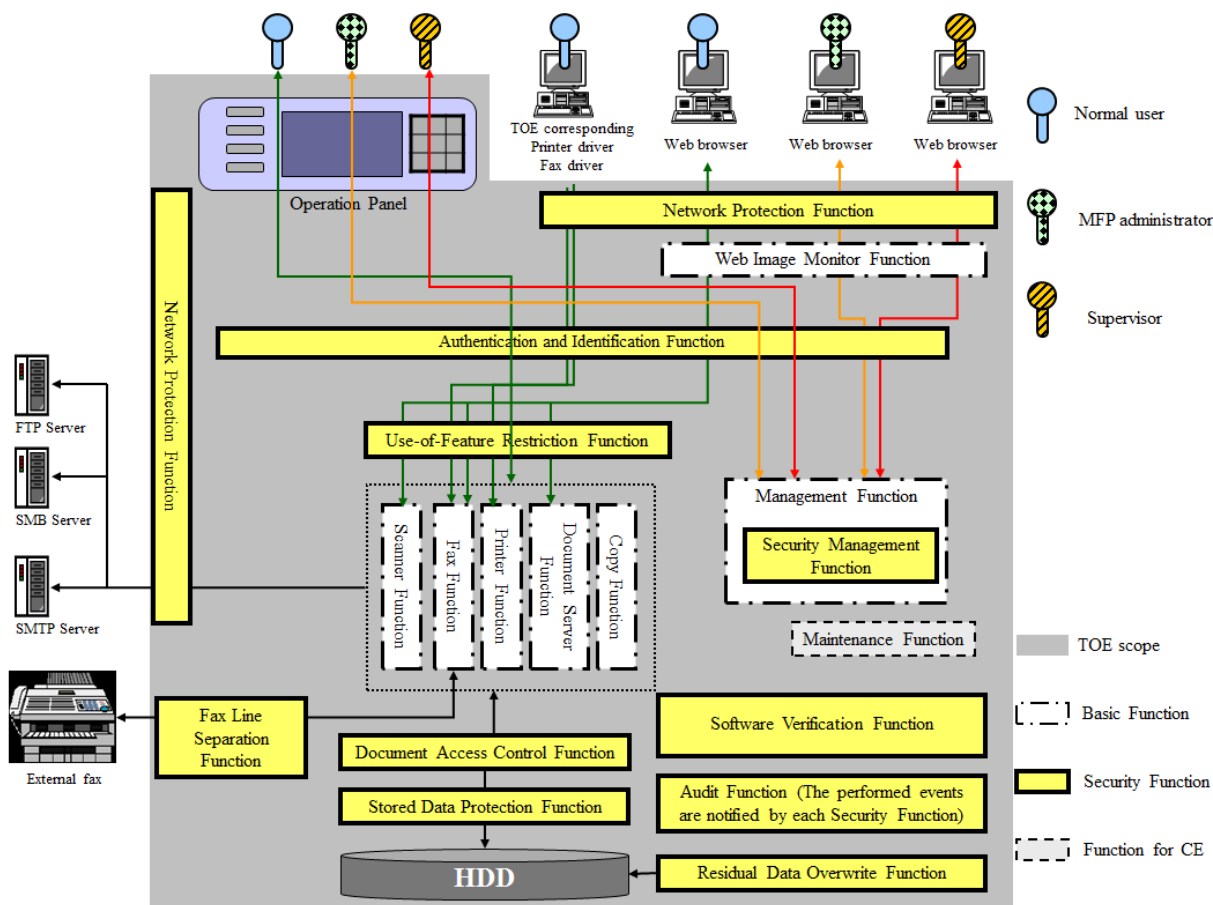 TOE corresponding
Printer driver
Fax driver
Web browser
Web browser
Web browser
Normal user
MFP administrator
Supervisor
Operation Panel
Network Protection Function
Web Image Monitor Function
Network Protection Function
Authentication and Identification Function
Use-of-Feature Restriction Function
FTP Server
SMB Server
SMTP Server
Scanner Function
Fax Function
Printer Function
Document Server
Function
Copy Function
Management Function
Security Management
Function
Maintenance Function
TOE scope
Basic Function
Security Function
Function for CE
External fax
Fax Line
Separation
Function
Document Access Control Function
Stored Data Protection Function
HDD
Software Verification Function
Audit Function (The performed events
are notified by each Security Function)
Residual Data Overwrite Function